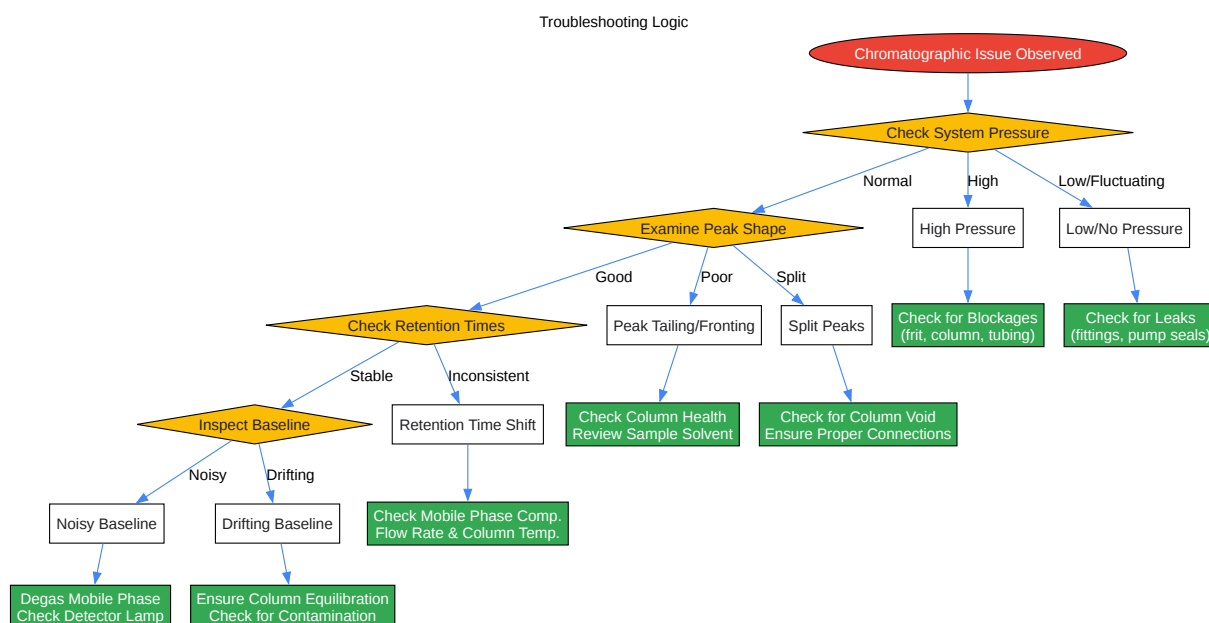 Troubleshooting Logic
Chromatographic Issue Observed
Check System Pressure
Normal
High
Low/Fluctuating
Examine Peak Shape
High Pressure
Low/No Pressure
Good
Poor
Split
Check Retention Times
Peak Tailing/Fronting
Split Peaks
Check for Blockages
(frit, column, tubing)
Check for Leaks
(fittings, pump seals)
Stable
Inconsistent
Inspect Baseline
Retention Time Shift
Check Column Health
Review Sample Solvent
Check for Column Void
Ensure Proper Connections
Noisy
Drifting
Noisy Baseline
Drifting Baseline
Check Mobile Phase Comp.
Flow Rate & Column Temp.
Degas Mobile Phase
Check Detector Lamp
Ensure Column Equilibration
Check for Contamination